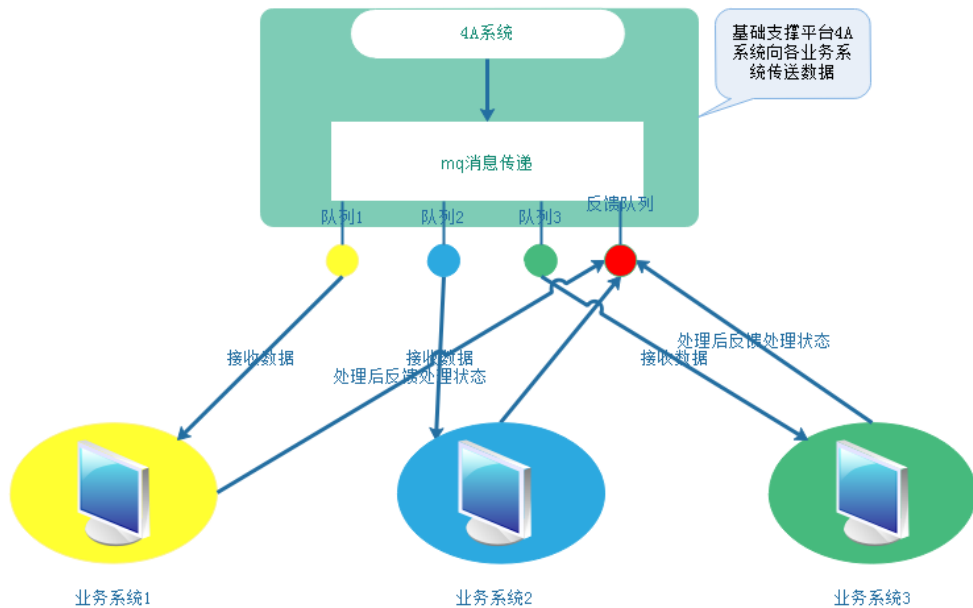 4A系统
基础支撑平台4A
系统向各业务系
统传送数据
mq消息传递
队列1
队列2
队列3
反馈队列
接收数据
处理后反馈处理状态
接收数据
接收数据
处理后反馈处理状态
业务系统1
业务系统2
业务系统3